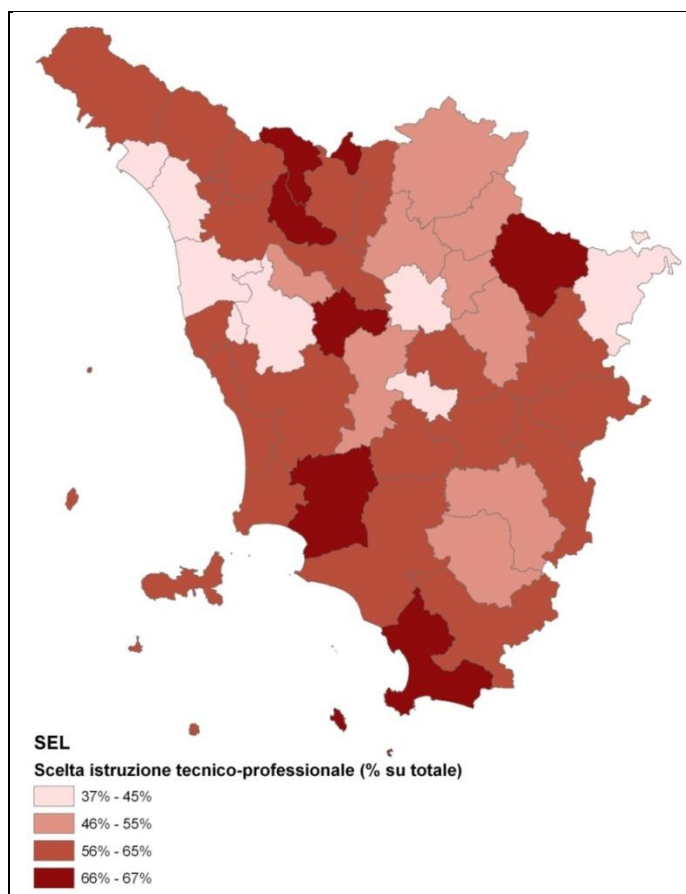 SEL
Scelta istruzione tecnico-professionale (% su totale)
37% - 45%
46% - 55%
56% - 65%
66% - 67%